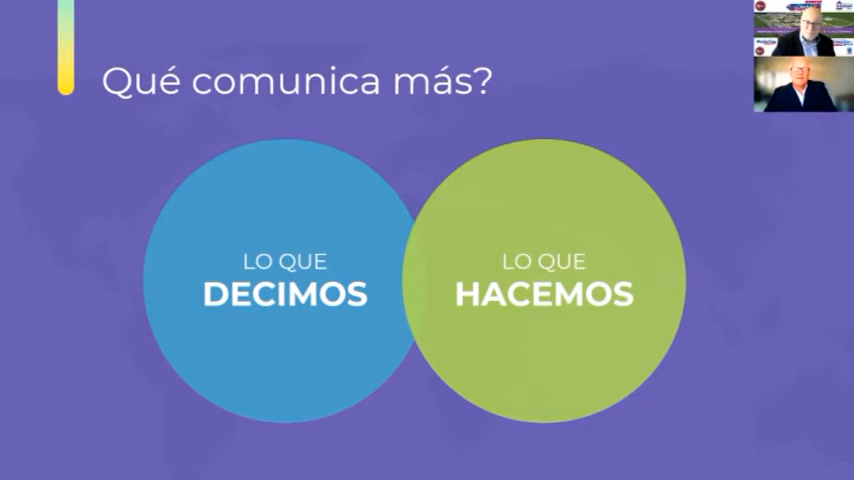 Qué comunica más?
LO QUE
DECIMOS
LO QUE
HACEMOS